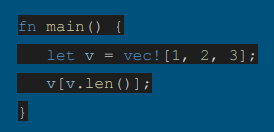 fn main() {
let v = vec![1, 2, 3];
v[v.len()];
}